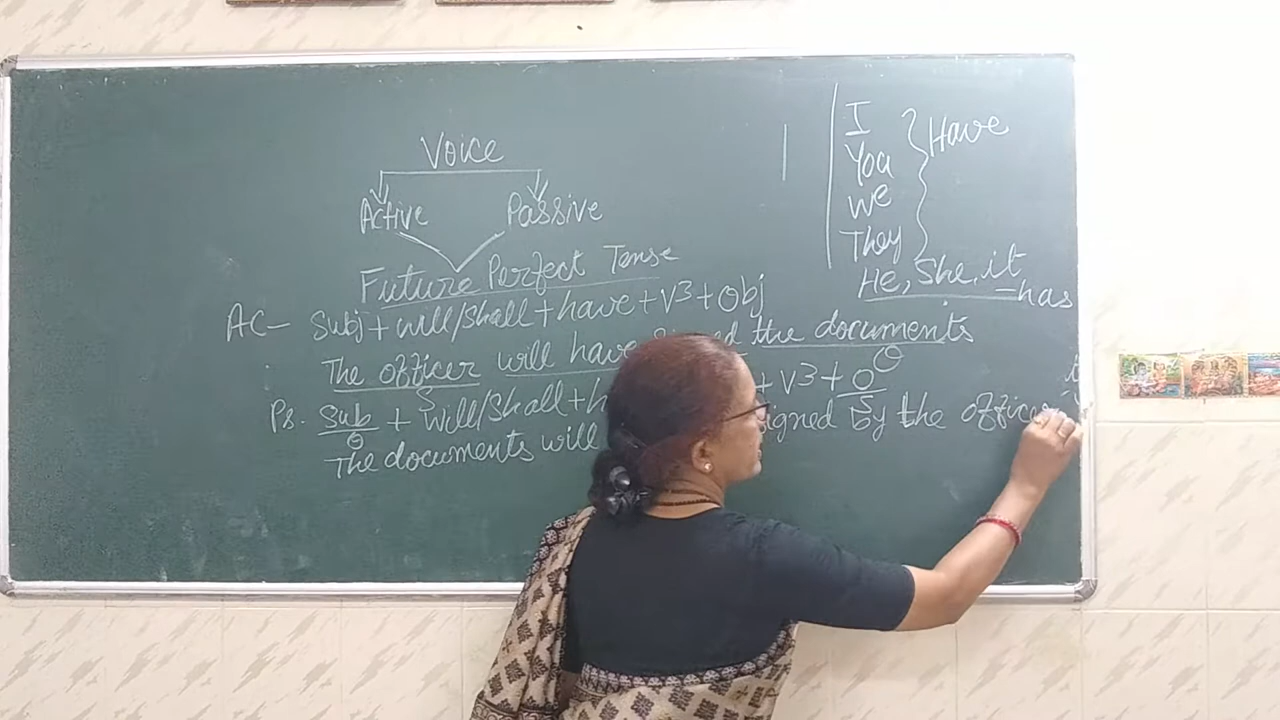 Voice
Active Passive
Future Perfect Tense
AC- Subj + will/Shall + have + V³ + Obj
The officer will have the documents
S O
Ps. Sub + Will/Shall + + V³ + O
O S
The documents will signed by the officer
I
You
We
They
Have
He, She, it -has